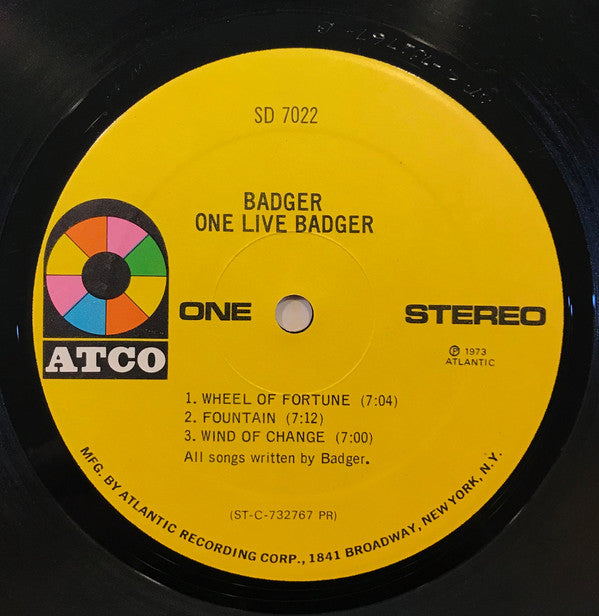 SD 7022
BADGER
ONE LIVE BADGER
ATCO
ONE
STEREO
℗ 1973
ATLANTIC
1. WHEEL OF FORTUNE (7:04)
2. FOUNTAIN (7:12)
3. WIND OF CHANGE (7:00)
All songs written by Badger.
(ST-C-732767 PR)
MFG. BY ATLANTIC RECORDING CORP., 1841 BROADWAY, NEW YORK, N.Y.